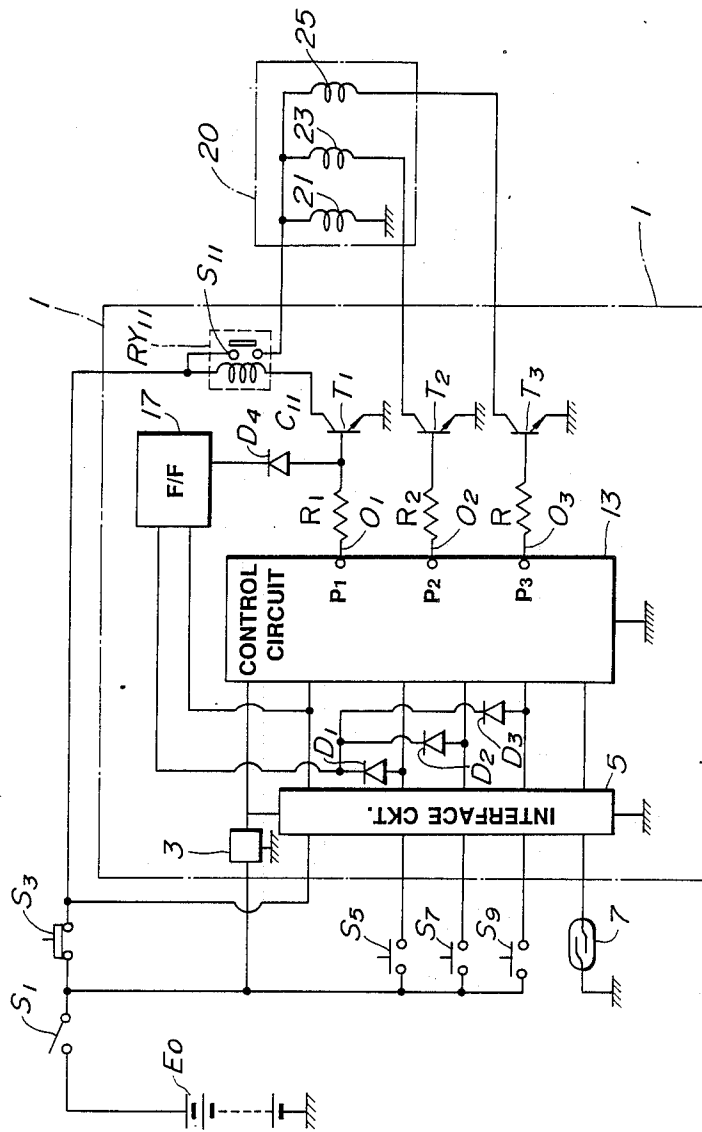 E0
S1
S3
1
3
S5
S7
S9
7
INTERFACE CKT.
5
D1
D2
D3
CONTROL
CIRCUIT
P1
P2
P3
13
17
F/F
D4
R1
O1
R2
O2
R
O3
T1
T2
T3
C11
RY11
S11
20
21
23
25
1